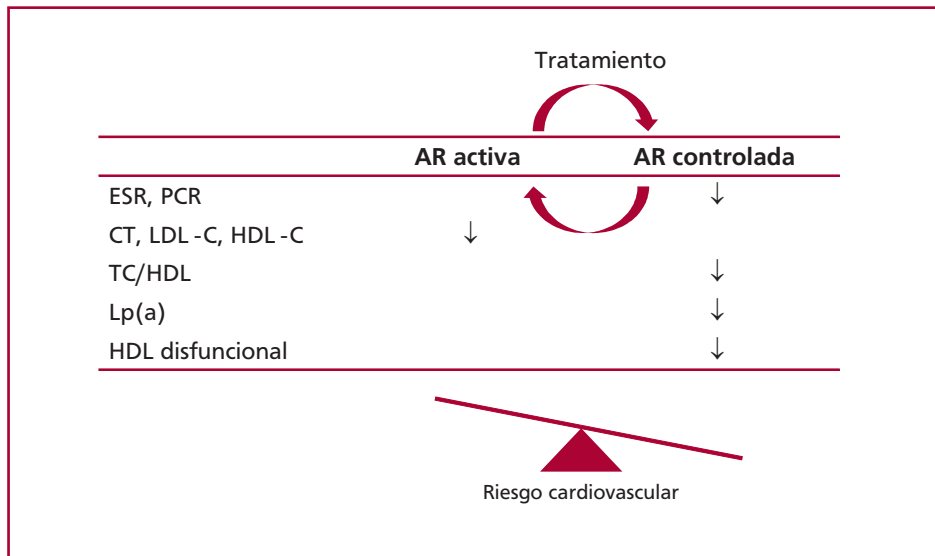 Tratamiento
AR activa AR controlada
ESR, PCR ↓
CT, LDL -C, HDL -C ↓
TC/HDL ↓
Lp(a) ↓
HDL disfuncional ↓
Riesgo cardiovascular